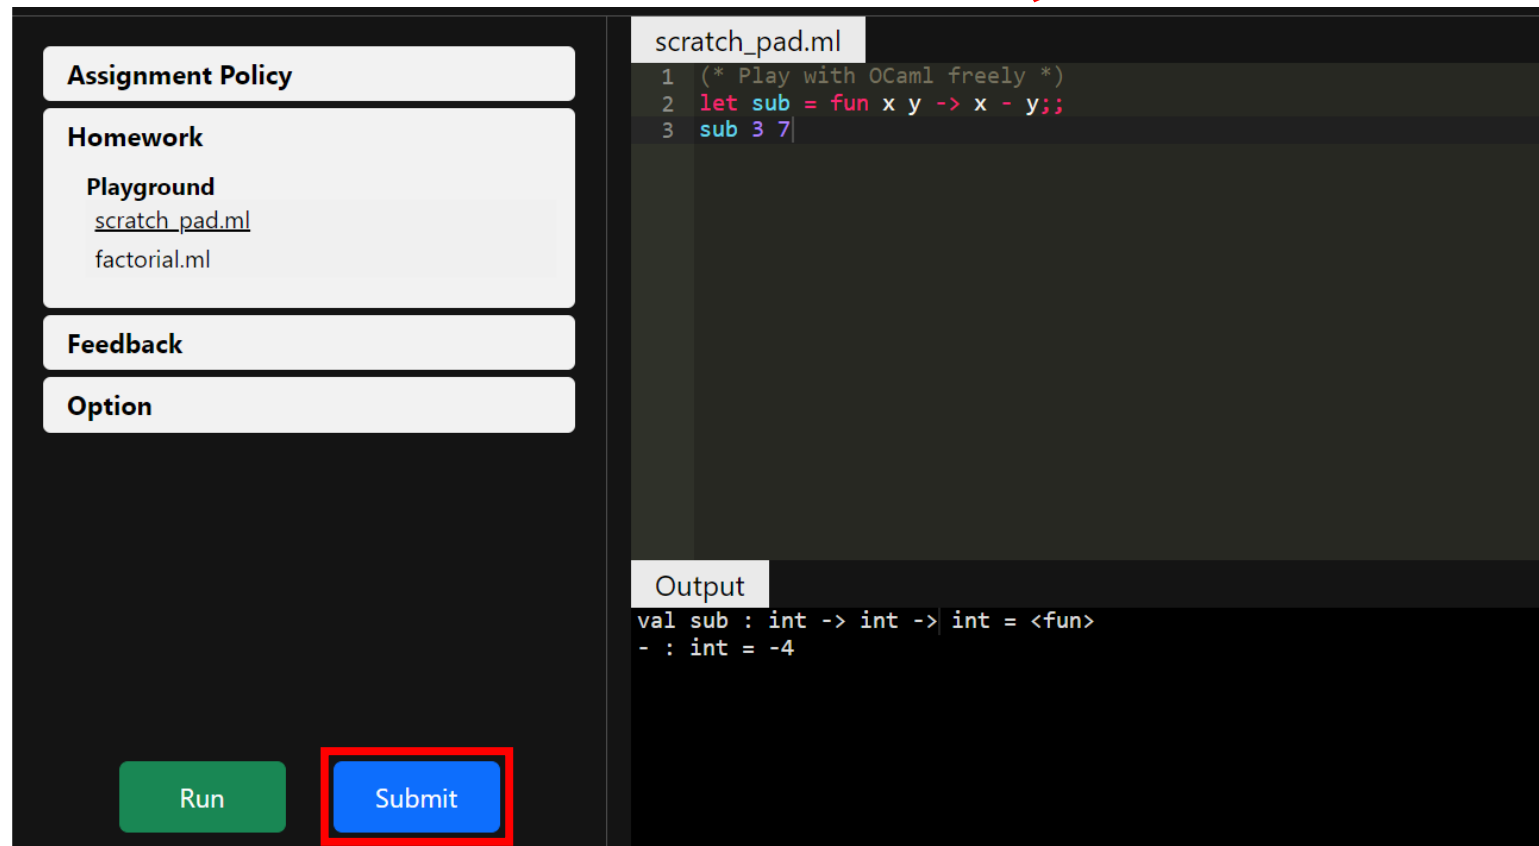 Assignment Policy
Homework
Playground
scratch_pad.ml
factorial.ml
Feedback
Option
Run
Submit
scratch_pad.ml
1 (* Play with OCaml freely *)
2 let sub = fun x y -> x - y;;
3 sub 3 7
Output
val sub : int -> int -> int = <fun>
- : int = -4